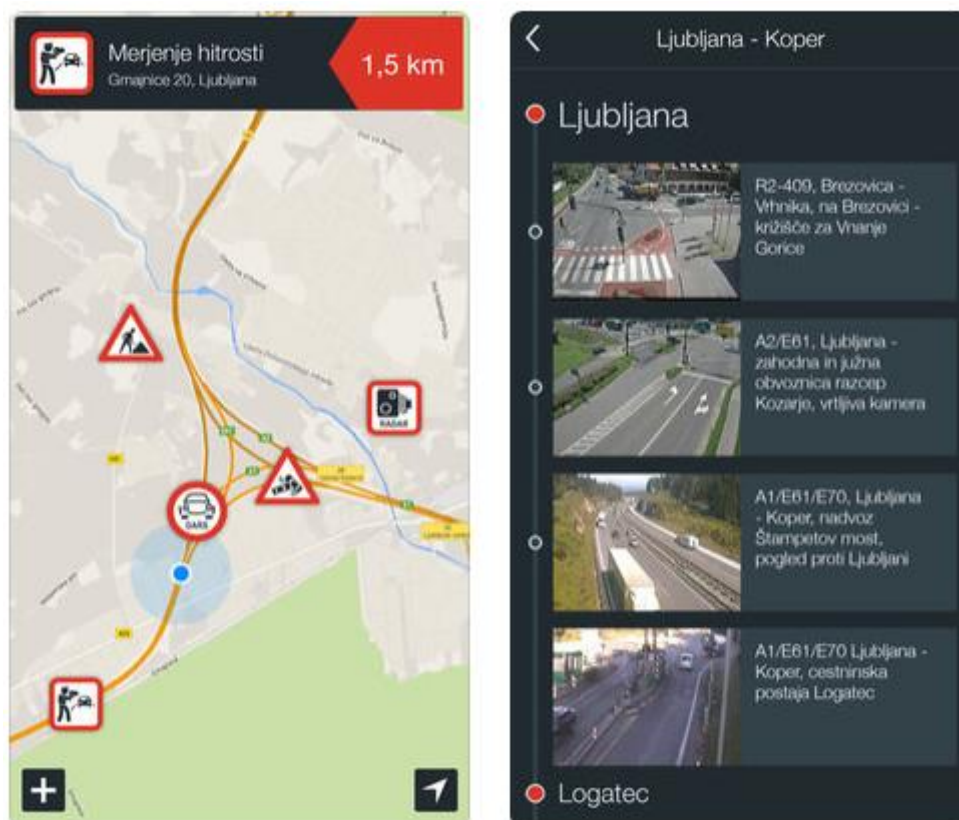 Merjenje hitrosti
Gmajnice 20, Ljubljana
1,5 km
RADAR
DARS
Ljubljana - Koper
Ljubljana
R2-409, Brezovica -
Vrhnika, na Brezovici -
križišče za Vnanje
Gorice
A2/E61, Ljubljana -
zahodna in južna
obvoznica razcep
Kozarje, vrtljiva kamera
A1/E61/E70, Ljubljana
- Koper, nadvoz
Štampetov most,
pogled proti Ljubljani
A1/E61/E70 Ljubljana -
Koper, cestninska
postaja Logatec
Logatec